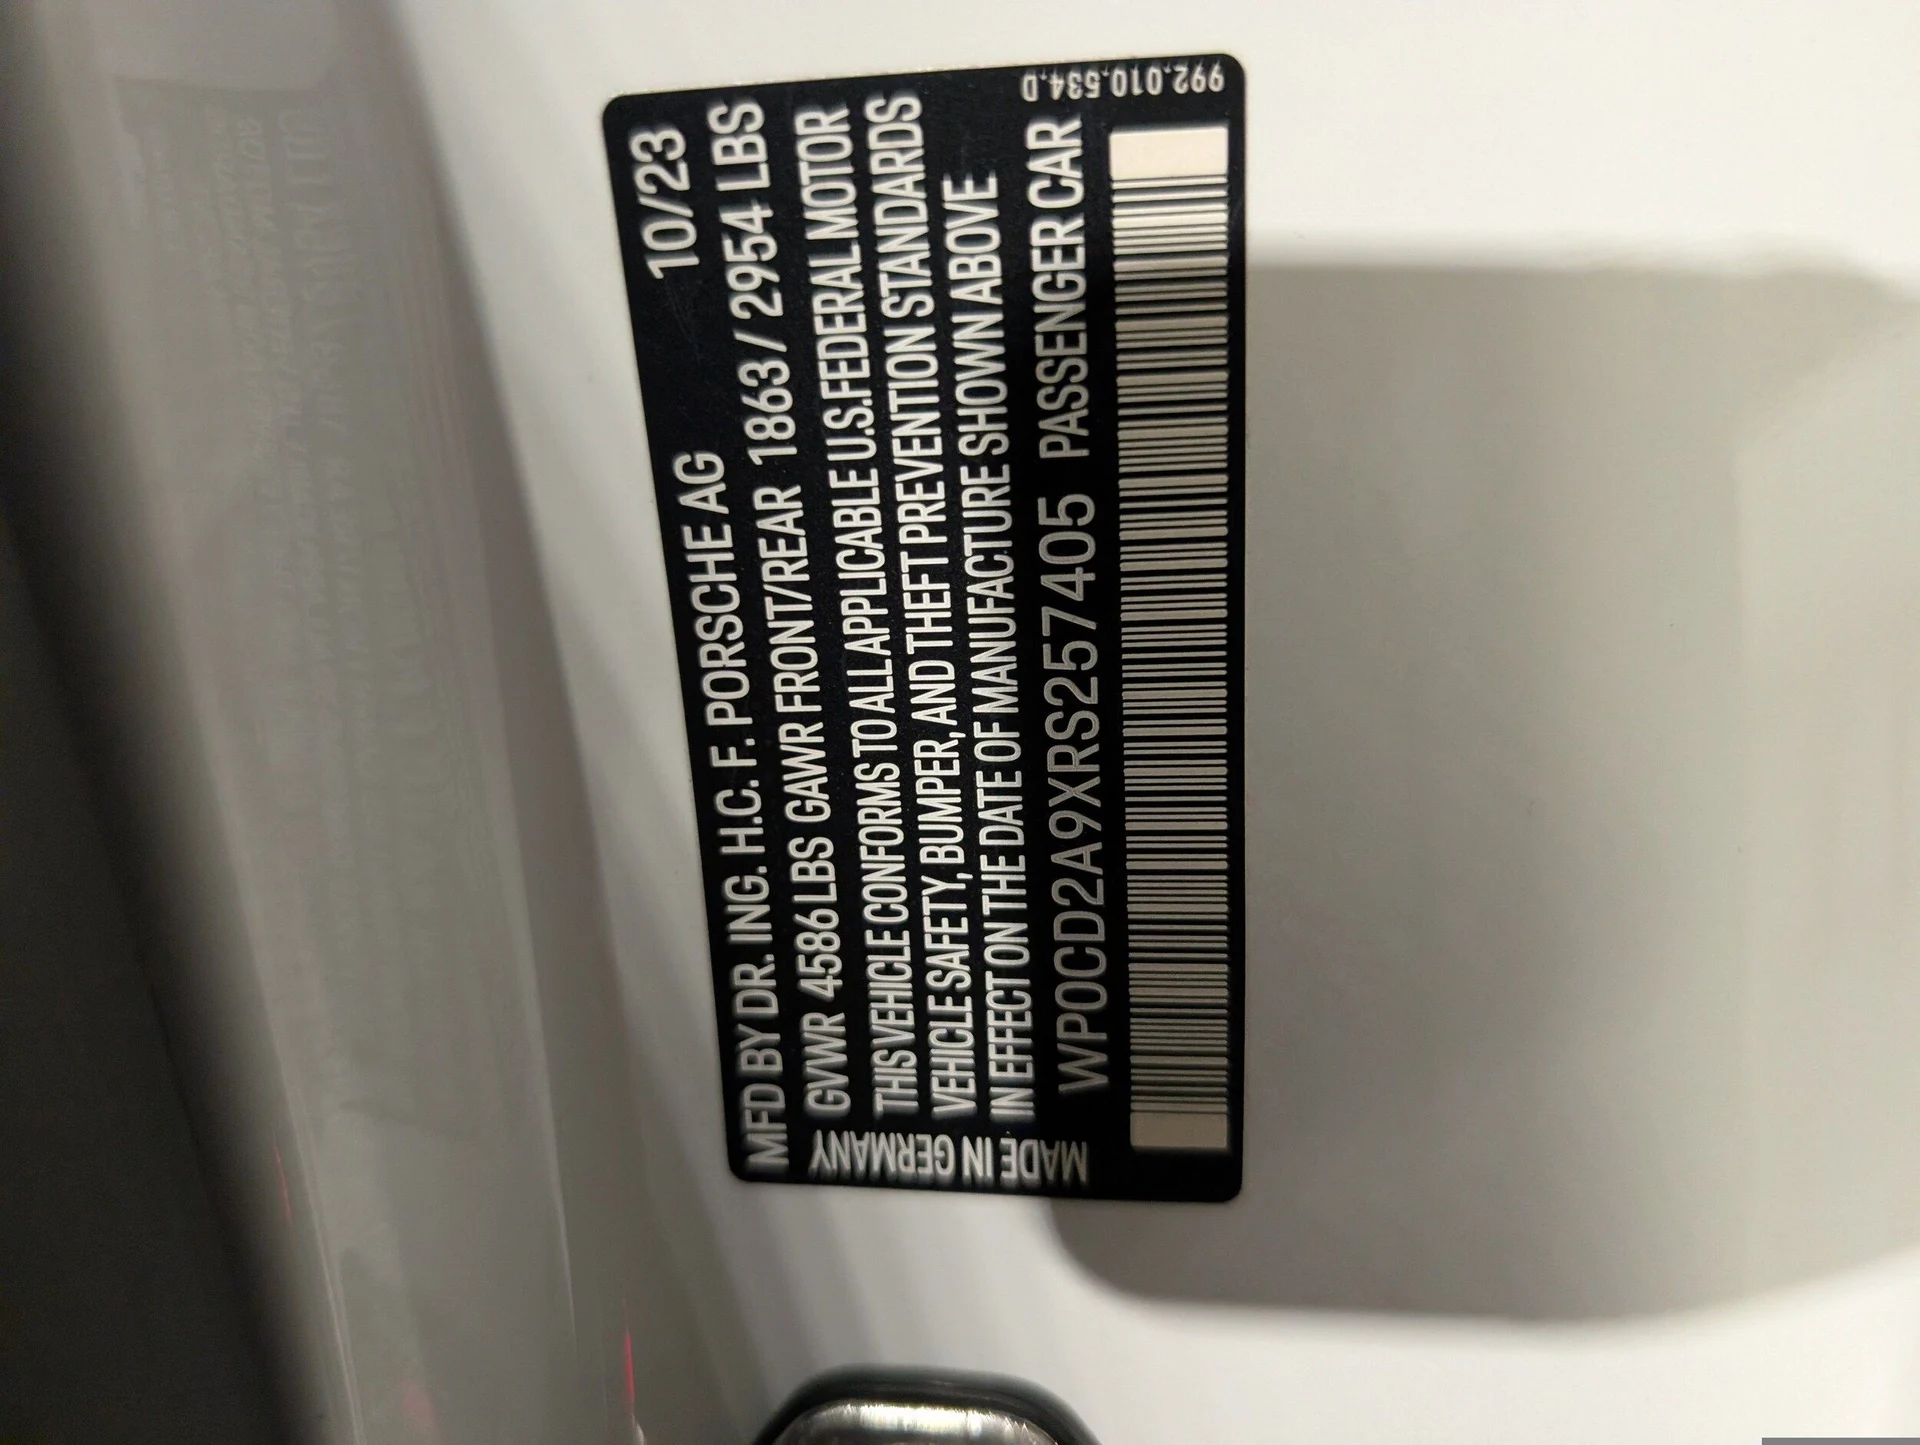 MFD BY DR. ING. H.C. F. PORSCHE AG 10/23
GVWR 4586 LBS GAWR FRONT/REAR 1863 / 2954 LBS
THIS VEHICLE CONFORMS TO ALL APPLICABLE U.S. FEDERAL MOTOR
VEHICLE SAFETY, BUMPER, AND THEFT PREVENTION STANDARDS
IN EFFECT ON THE DATE OF MANUFACTURE SHOWN ABOVE
WP0CD2A9XRS257405 PASSENGER CAR
MADE IN GERMANY
992.010.534.D